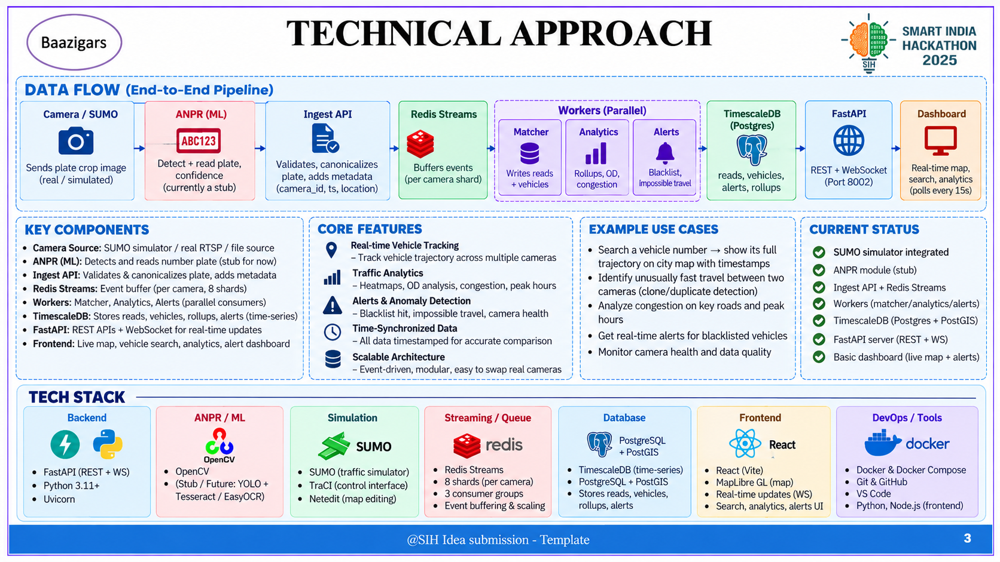 Baazigars
TECHNICAL APPROACH
SIH
SMART INDIA
HACKATHON
2025
DATA FLOW (End-to-End Pipeline)
Camera / SUMO
Sends plate crop image
(real / simulated)
ANPR (ML)
ABC123
Detect + read plate,
confidence
(currently a stub)
Ingest API
Validates, canonicalizes
plate, adds metadata
(camera_id, ts, location)
Redis Streams
Buffers events
(per camera shard)
Workers (Parallel)
Matcher
Writes reads
+ vehicles
Analytics
Rollups, OD,
congestion
Alerts
Blacklist,
impossible travel
TimescaleDB
(Postgres)
reads, vehicles,
alerts, rollups
FastAPI
REST + WebSocket
(Port 8002)
Dashboard
Real-time map,
search, analytics
(polls every 15s)
KEY COMPONENTS
• Camera Source: SUMO simulator / real RTSP / file source
• ANPR (ML): Detects and reads number plate (stub for now)
• Ingest API: Validates & canonicalizes plate, adds metadata
• Redis Streams: Event buffer (per camera, 8 shards)
• Workers: Matcher, Analytics, Alerts (parallel consumers)
• TimescaleDB: Stores reads, vehicles, rollups, alerts (time-series)
• FastAPI: REST APIs + WebSocket for real-time updates
• Frontend: Live map, vehicle search, analytics, alert dashboard
CORE FEATURES
Real-time Vehicle Tracking
– Track vehicle trajectory across multiple cameras
Traffic Analytics
– Heatmaps, OD analysis, congestion, peak hours
Alerts & Anomaly Detection
– Blacklist hit, impossible travel, camera health
Time-Synchronized Data
– All data timestamped for accurate comparison
Scalable Architecture
– Event-driven, modular, easy to swap real cameras
EXAMPLE USE CASES
• Search a vehicle number → show its full
trajectory on city map with timestamps
• Identify unusually fast travel between two
cameras (clone/duplicate detection)
• Analyze congestion on key roads and peak
hours
• Get real-time alerts for blacklisted vehicles
• Monitor camera health and data quality
CURRENT STATUS
SUMO simulator integrated
ANPR module (stub)
Ingest API + Redis Streams
Workers (matcher/analytics/alerts)
TimescaleDB (Postgres + PostGIS)
FastAPI server (REST + WS)
Basic dashboard (live map + alerts)
TECH STACK
Backend
• FastAPI (REST + WS)
• Python 3.11+
• Uvicorn
ANPR / ML
OpenCV
• OpenCV
• (Stub / Future: YOLO +
Tesseract / EasyOCR)
Simulation
SUMO
• SUMO (traffic simulator)
• TraCI (control interface)
• Netedit (map editing)
Streaming / Queue
redis
• Redis Streams
• 8 shards (per camera)
• 3 consumer groups
• Event buffering & scaling
Database
PostgreSQL
+ PostGIS
• TimescaleDB (time-series)
• PostgreSQL + PostGIS
• Stores reads, vehicles,
rollups, alerts
Frontend
React
• React (Vite)
• MapLibre GL (map)
• Real-time updates (WS)
• Search, analytics, alerts UI
DevOps / Tools
docker
• Docker & Docker Compose
• Git & GitHub
• VS Code
• Python, Node.js (frontend)
@SIH Idea submission - Template
3